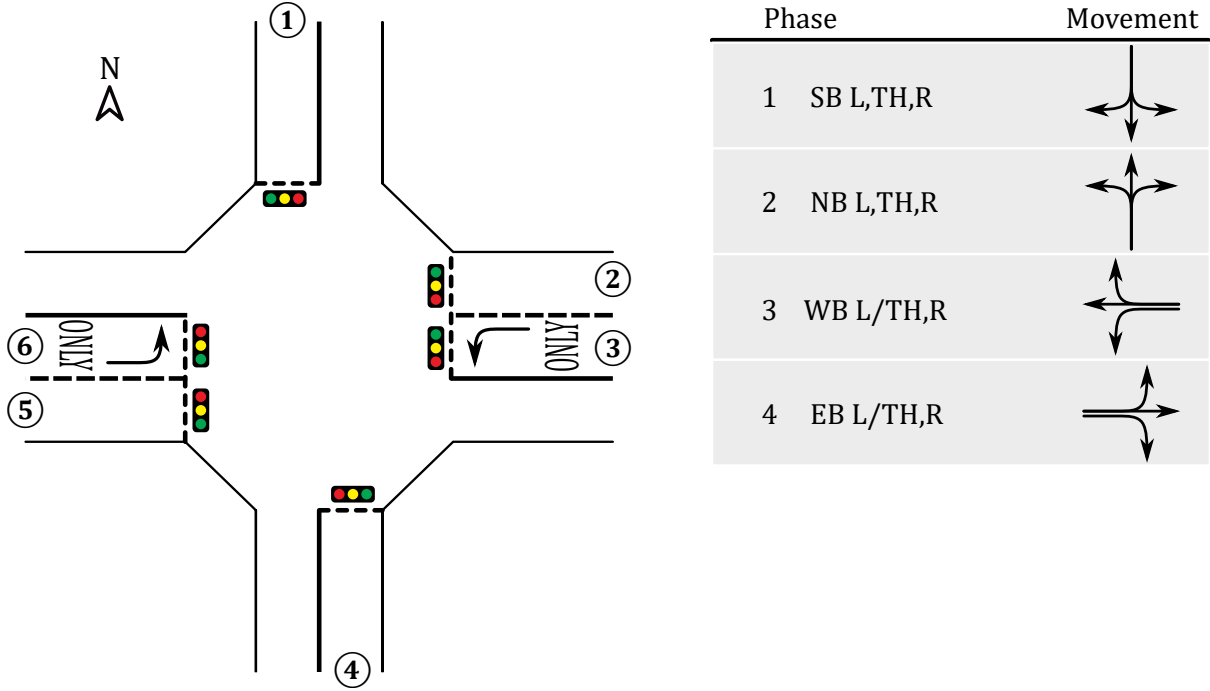 ①
N
②
ONLY
③
ONLY
⑥
⑤
④
Phase Movement
1 SB L,TH,R
2 NB L,TH,R
3 WB L/TH,R
4 EB L/TH,R